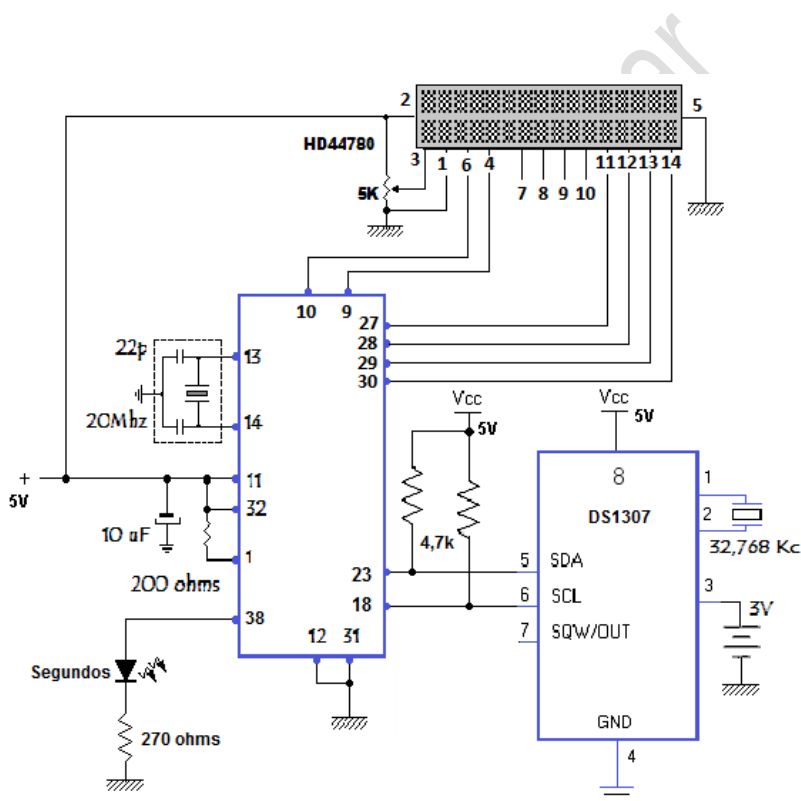 ar
2 5
HD44780
3 1 6 4 7 8 9 10 11 12 13 14
5K
10 9
27
28
29
30
22p
13
20Mhz
14
Vcc
5V
Vcc
5V
+
5V
11
32
10 uF
1
200 ohms
4,7k
8
DS1307
1
2
32,768 Kc
3
3V
23
5 SDA
18
6 SCL
7 SQW/OUT
38
12 31
Segundos
270 ohms
GND
4